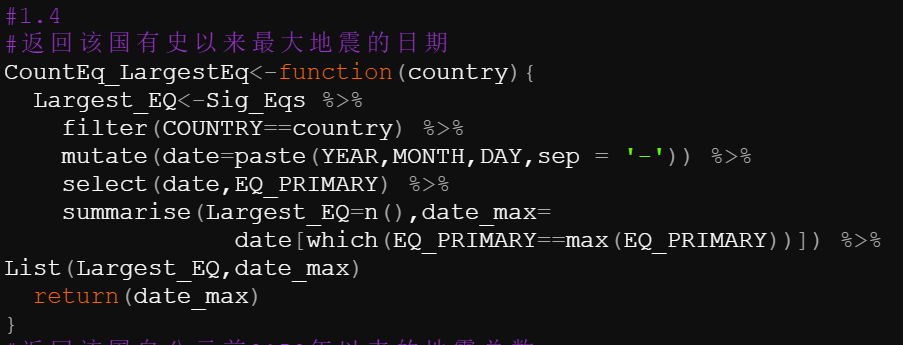 #1.4
#返回该国有史以来最大地震的日期
CountEq_LargestEq<-function(country){
  Largest_EQ<-Sig_Eqs %>%
    filter(COUNTRY==country) %>%
    mutate(date=paste(YEAR,MONTH,DAY,sep = '-')) %>%
    select(date,EQ_PRIMARY) %>%
    summarise(Largest_EQ=n(),date_max=
                date[which(EQ_PRIMARY==max(EQ_PRIMARY))]) %>%
List(Largest_EQ,date_max)
  return(date_max)
}